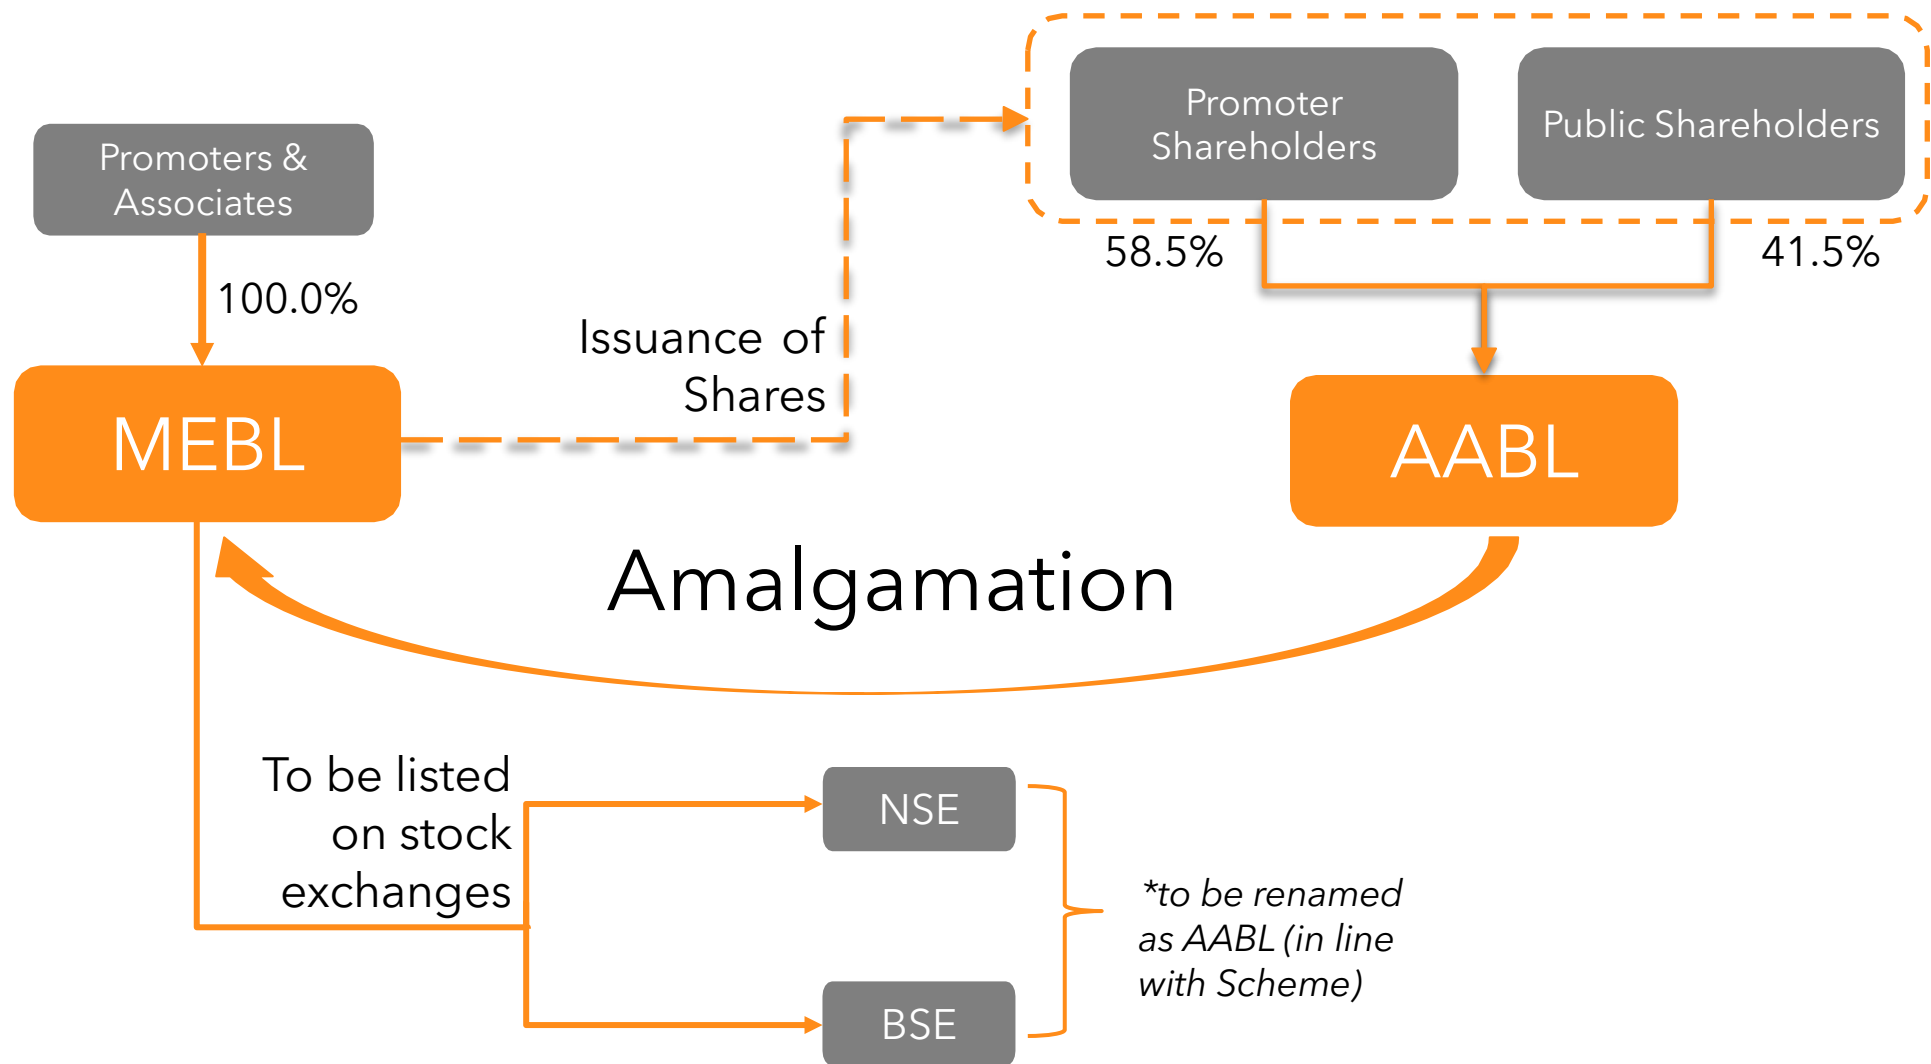 Promoters &
Associates
100.0%
MEBL
Issuance of
Shares
Promoter
Shareholders
Public Shareholders
58.5%
41.5%
AABL
Amalgamation
To be listed
on stock
exchanges
NSE
BSE
*to be renamed
as AABL (in line
with Scheme)